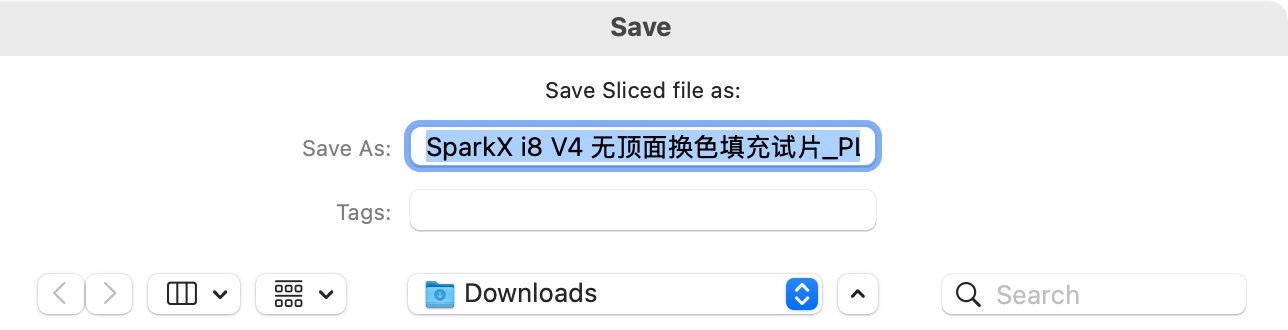 Save
Save Sliced file as:
Save As: SparkX i8 V4 无顶面换色填充试片_PL
Tags:
Downloads
Search